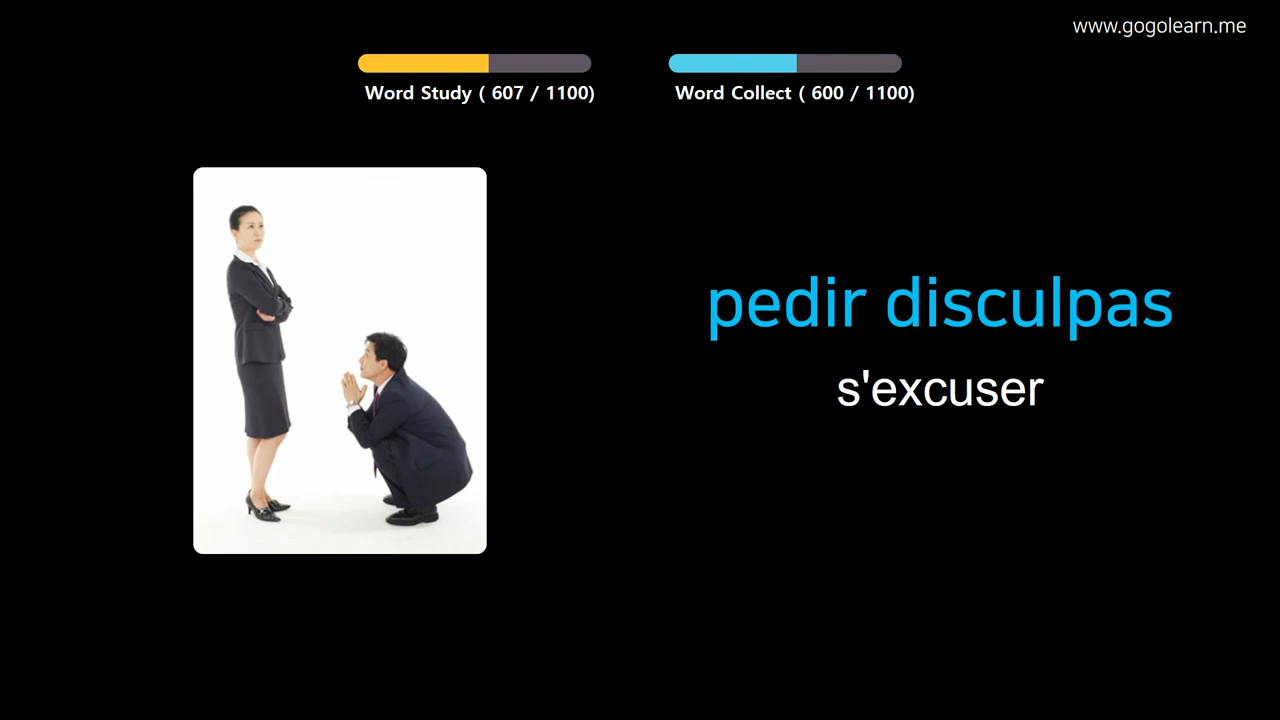 www.gogolearn.me
Word Study ( 607 / 1100)
Word Collect ( 600 / 1100)
pedir disculpas
s'excuser